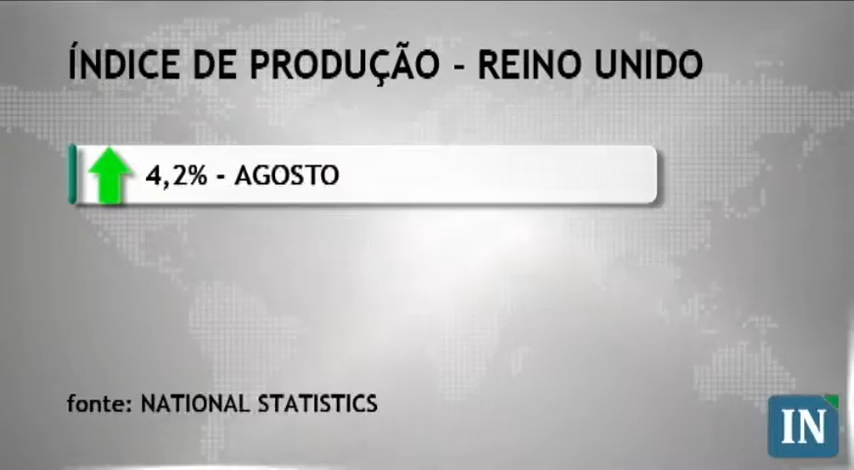 ÍNDICE DE PRODUÇÃO - REINO UNIDO
4,2% - AGOSTO
fonte: NATIONAL STATISTICS
IN